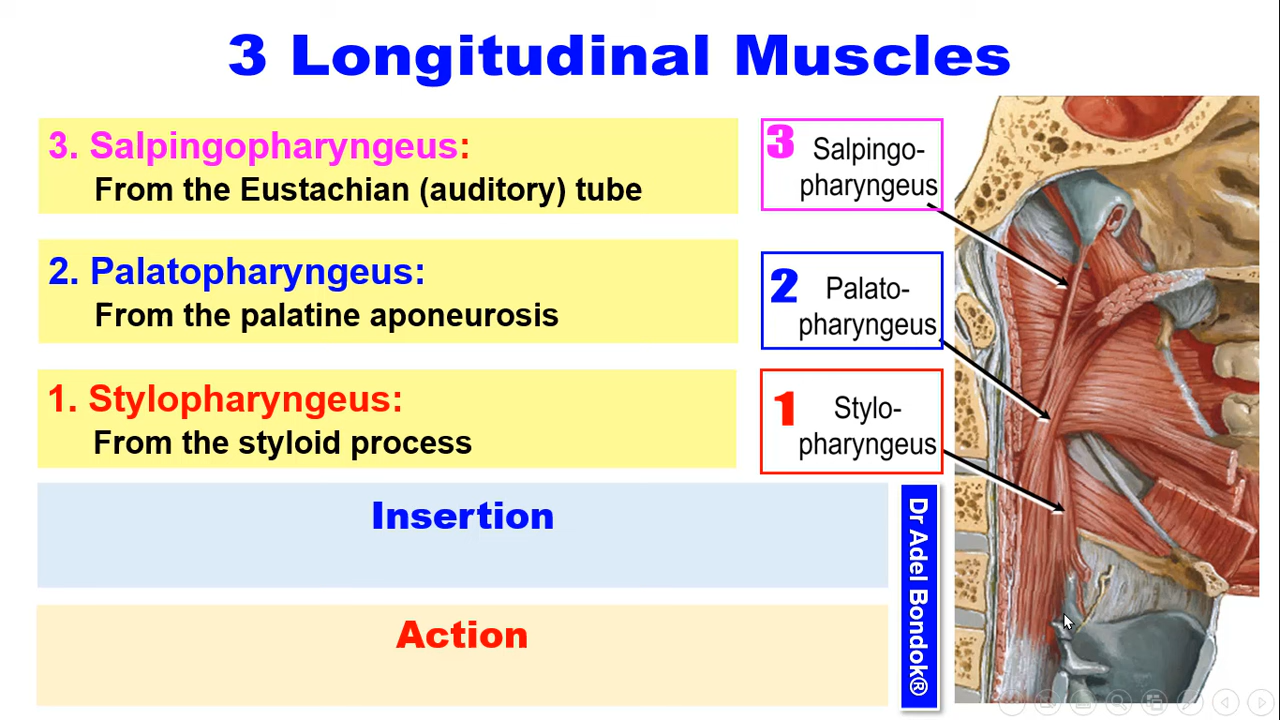 3 Longitudinal Muscles
3. Salpingopharyngeus:
From the Eustachian (auditory) tube
2. Palatopharyngeus:
From the palatine aponeurosis
1. Stylopharyngeus:
From the styloid process
Insertion
Action
3 Salpingo-
pharyngeus
2 Palato-
pharyngeus
1 Stylo-
pharyngeus
Dr Adel Bondok®